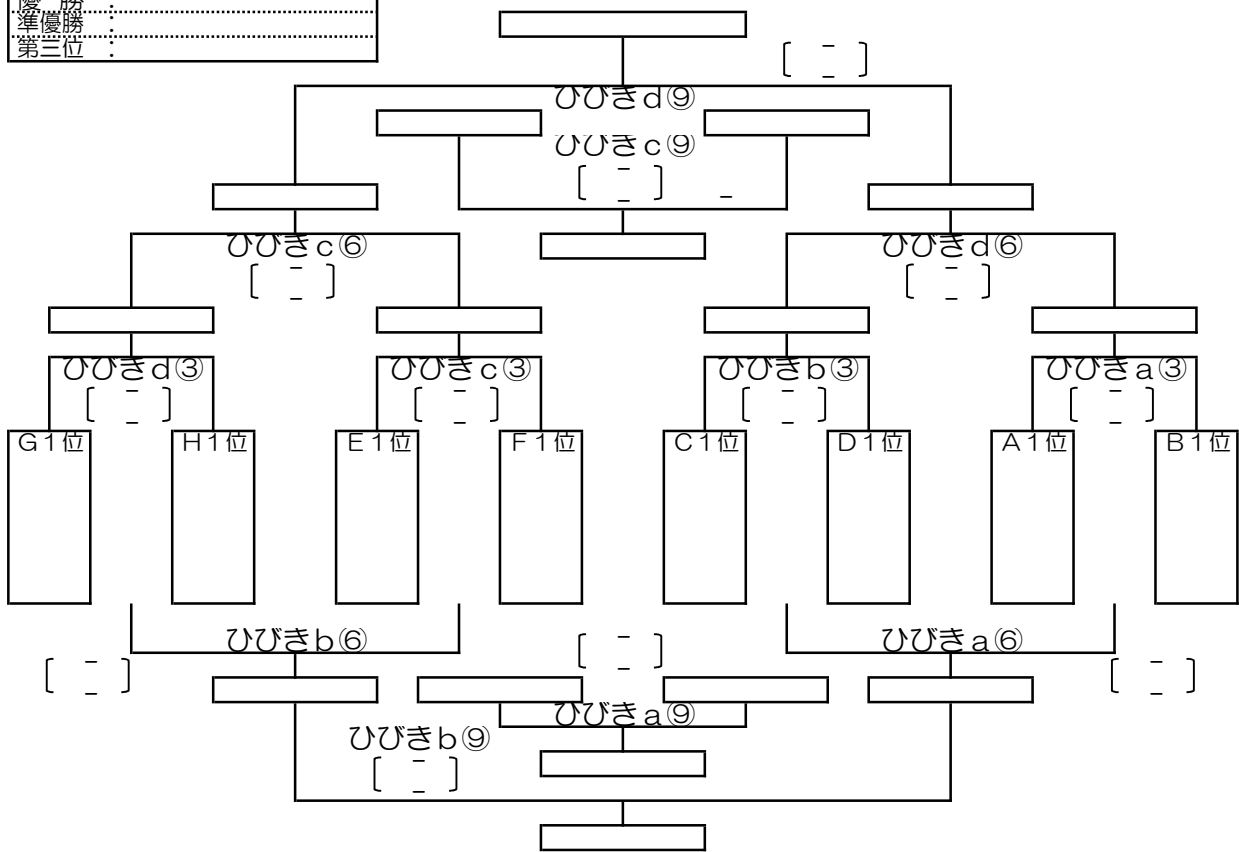 優　勝　：
準優勝　：
第三位　：
〔　－　〕
－
ひびきｄ⑨
ひびきｃ⑨
〔　－　〕　－
－
ひびきｃ⑥　ひびきｄ⑥
〔　－　〕　〔　－　〕
－　－
ひびきｄ③　ひびきｃ③　ひびきｂ③　ひびきａ③
〔　－　〕　〔　－　〕　〔　－　〕　〔　－　〕
－　－　－　－
Ｇ１位　Ｈ１位　Ｅ１位　Ｆ１位　Ｃ１位　Ｄ１位　Ａ１位　Ｂ１位
ひびきｂ⑥　〔　－　〕　ひびきａ⑥
－
〔　－　〕　〔　－　〕
－　－
ひびきａ⑨
ひびきｂ⑨
〔　－　〕
－